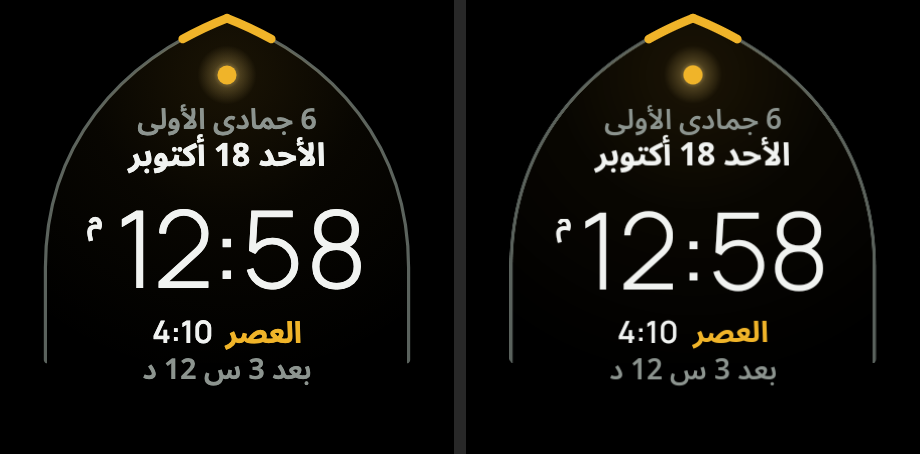 6 جمادى الأولى
الأحد 18 أكتوبر
12:58 م
العصر 4:10
بعد 3 س 12 د
6 جمادى الأولى
الأحد 18 أكتوبر
12:58 م
العصر 4:10
بعد 3 س 12 د